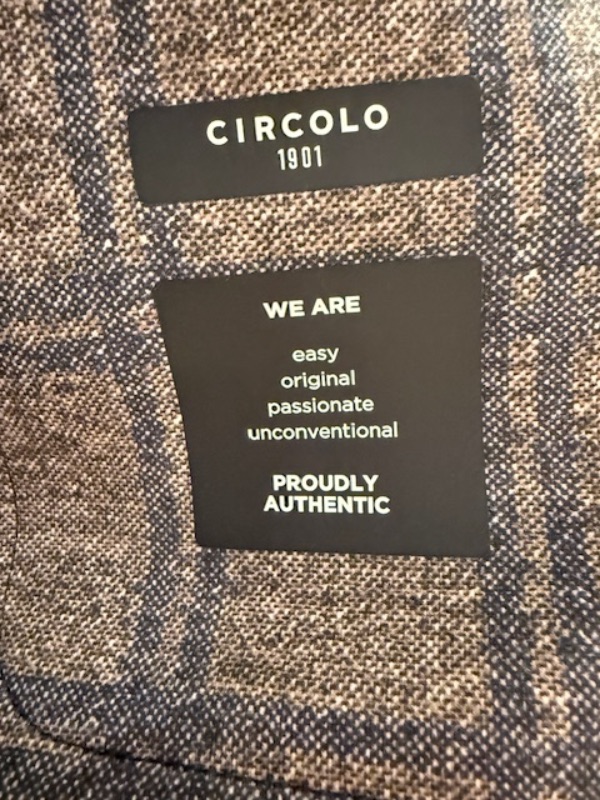 CIRCOLO
1901
WE ARE
easy
original
passionate
unconventional
PROUDLY
AUTHENTIC